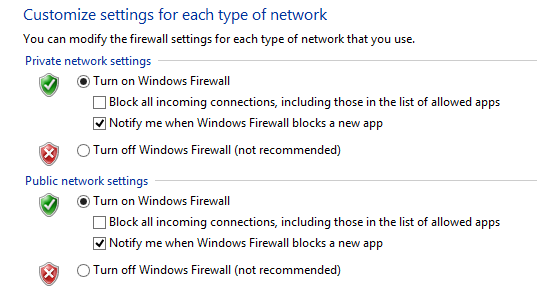 Customize settings for each type of network
You can modify the firewall settings for each type of network that you use.
Private network settings
Turn on Windows Firewall
Block all incoming connections, including those in the list of allowed apps
Notify me when Windows Firewall blocks a new app
Turn off Windows Firewall (not recommended)
Public network settings
Turn on Windows Firewall
Block all incoming connections, including those in the list of allowed apps
Notify me when Windows Firewall blocks a new app
Turn off Windows Firewall (not recommended)